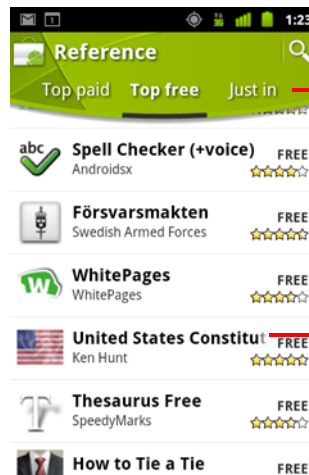 1:23
Reference
Top paid Top free Just in
abc Spell Checker (+voice) FREE
Androidsx
Försvarsmakten FREE
Swedish Armed Forces
WhitePages FREE
WhitePages
United States Constitut FREE
Ken Hunt
Thesaurus Free FREE
SpeedyMarks
How to Tie a Tie FREE